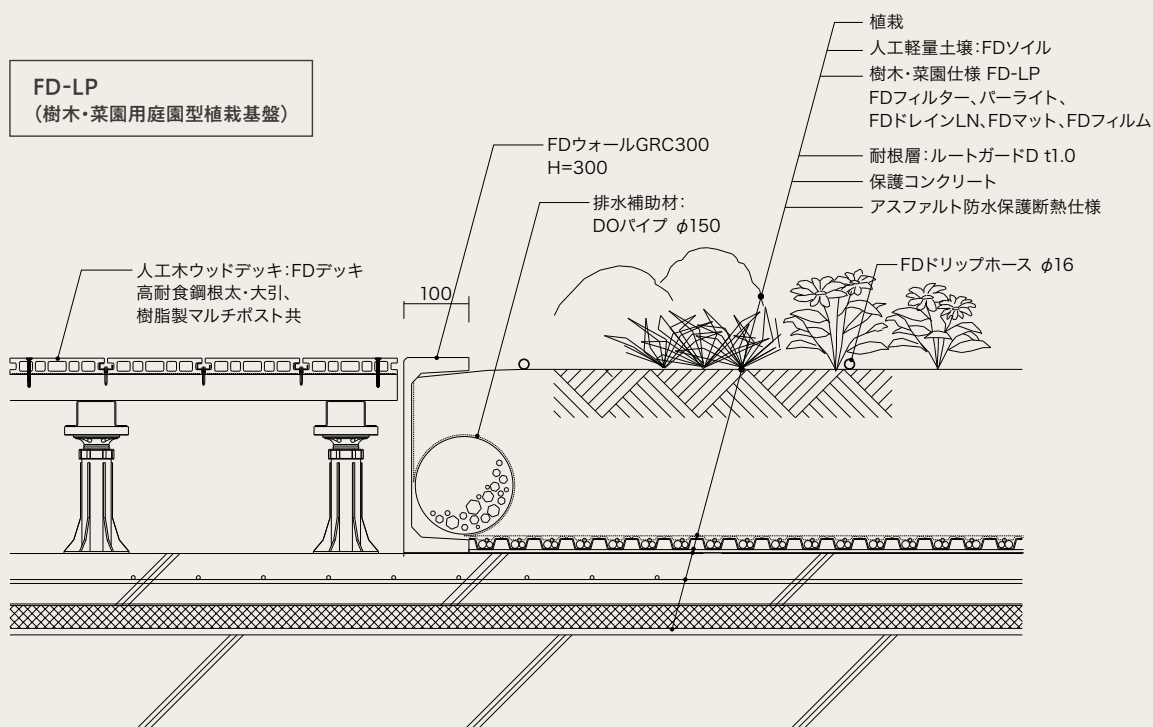 FD-LP
（樹木・菜園用庭園型植栽基盤）
植栽
人工軽量土壌：FDソイル
樹木・菜園仕様 FD-LP
FDフィルター、パーライト、
FDドレインLN、FDマット、FDフィルム
耐根層：ルートガードD t1.0
保護コンクリート
アスファルト防水保護断熱仕様
FDウォールGRC300
H=300
排水補助材：
DOパイプ φ150
FDドリップホース φ16
人工木ウッドデッキ：FDデッキ
高耐食鋼根太・大引、
樹脂製マルチポスト共
100